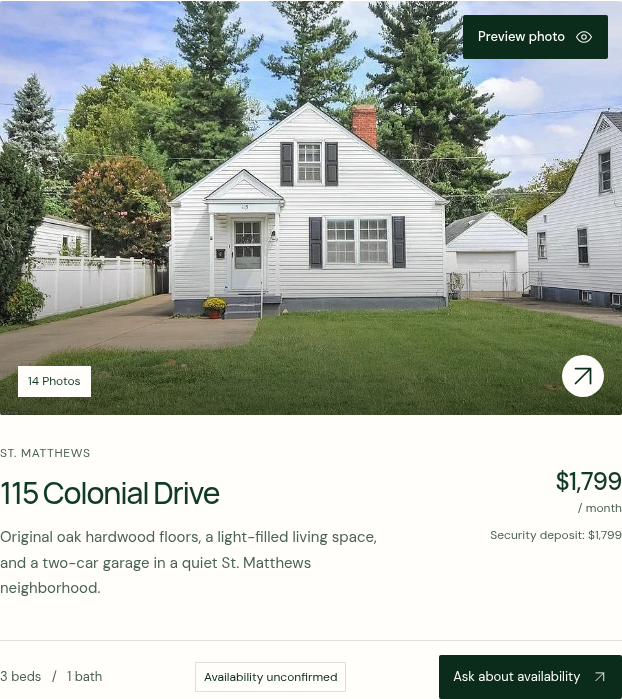 Preview photo
115
14 Photos
ST. MATTHEWS
115 Colonial Drive
$1,799
/ month
Original oak hardwood floors, a light-filled living space,
and a two-car garage in a quiet St. Matthews
neighborhood.
Security deposit: $1,799
3 beds / 1 bath
Availability unconfirmed
Ask about availability